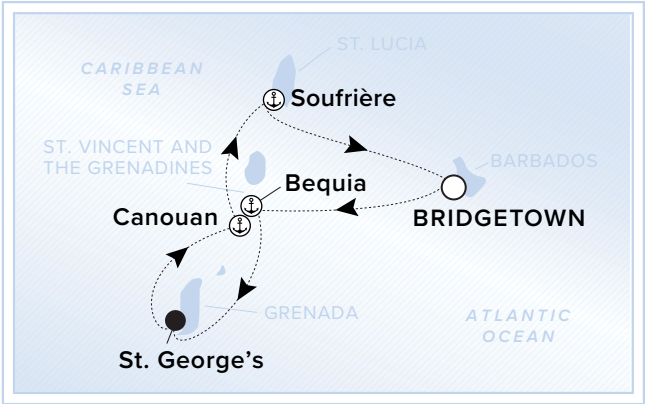 ST. LUCIA
CARIBBEAN
SEA
Soufrière
ST. VINCENT AND
THE GRENADINES
BARBADOS
Bequia
Canouan
BRIDGETOWN
GRENADA
ATLANTIC
OCEAN
St. George's